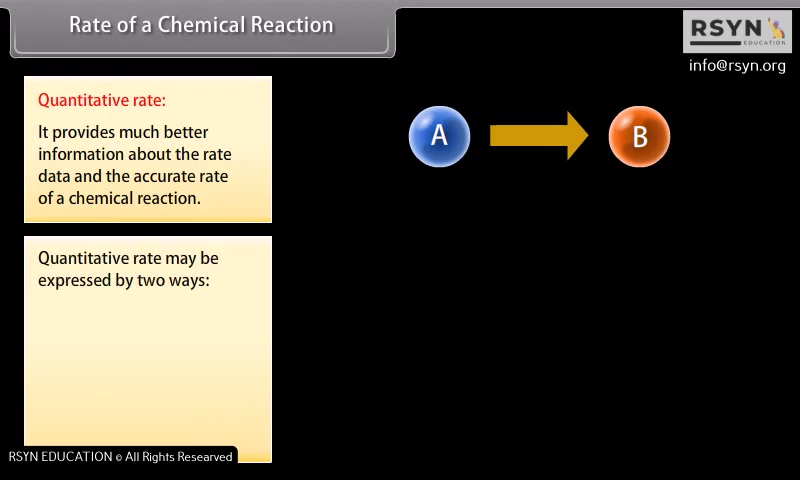 Rate of a Chemical Reaction
RSYN
EDUCATION
info@rsyn.org
Quantitative rate:
It provides much better
information about the rate
data and the accurate rate
of a chemical reaction.
A
B
Quantitative rate may be
expressed by two ways:
RSYN EDUCATION © All Rights Researved